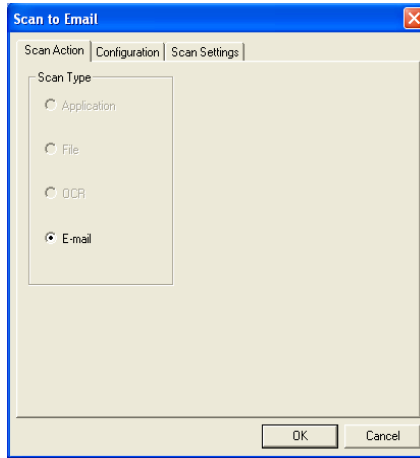 Scan to Email
Scan Action Configuration Scan Settings
Scan Type
Application
File
OCR
E-mail
OK Cancel